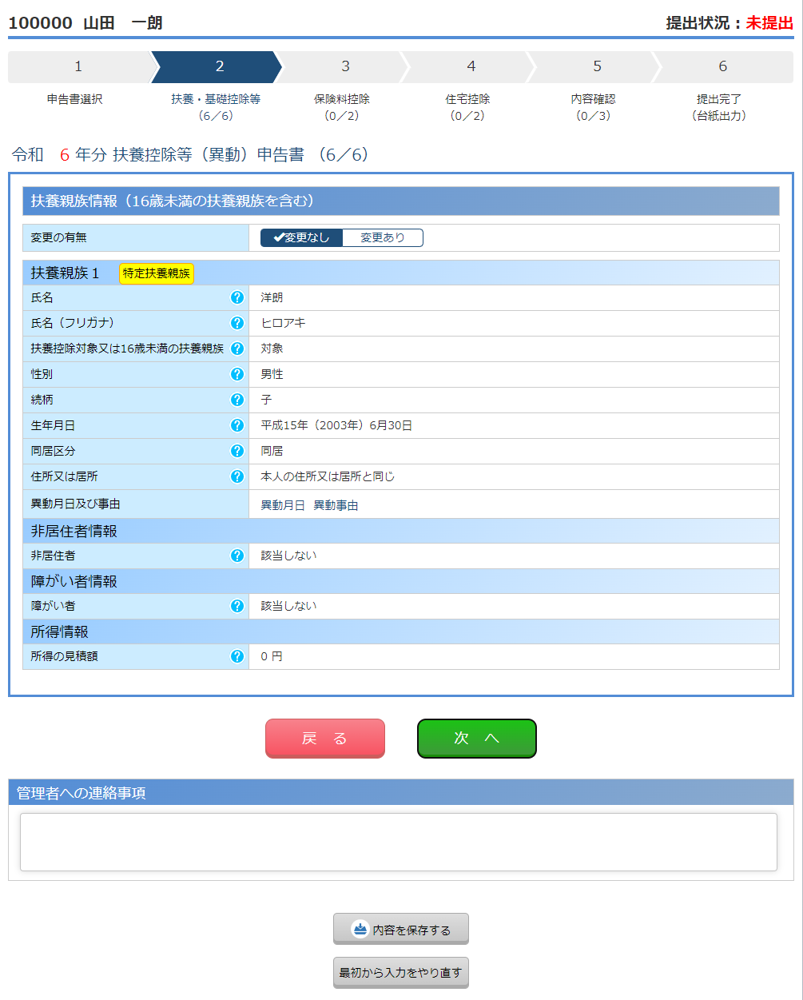 100000 山田　一朗
提出状況：未提出
1
2
3
4
5
6
申告書選択
扶養・基礎控除等
（6／6）
保険料控除
（0／2）
住宅控除
（0／2）
内容確認
（0／3）
提出完了
（台紙出力）
令和　6 年分 扶養控除等（異動）申告書 （6／6）
扶養親族情報（16歳未満の扶養親族を含む）
変更の有無
変更なし
変更あり
扶養親族１ 特定扶養親族
氏名 ? 洋朗
氏名（フリガナ） ? ヒロアキ
扶養控除対象又は16歳未満の扶養親族 ? 対象
性別 ? 男性
続柄 ? 子
生年月日 ? 平成15年（2003年）6月30日
同居区分 ? 同居
住所又は居所 ? 本人の住所又は居所と同じ
異動月日及び事由 異動月日 異動事由
非居住者情報
非居住者 ? 該当しない
障がい者情報
障がい者 ? 該当しない
所得情報
所得の見積額 ? 0 円
戻　る
次　へ
管理者への連絡事項
内容を保存する
最初から入力をやり直す